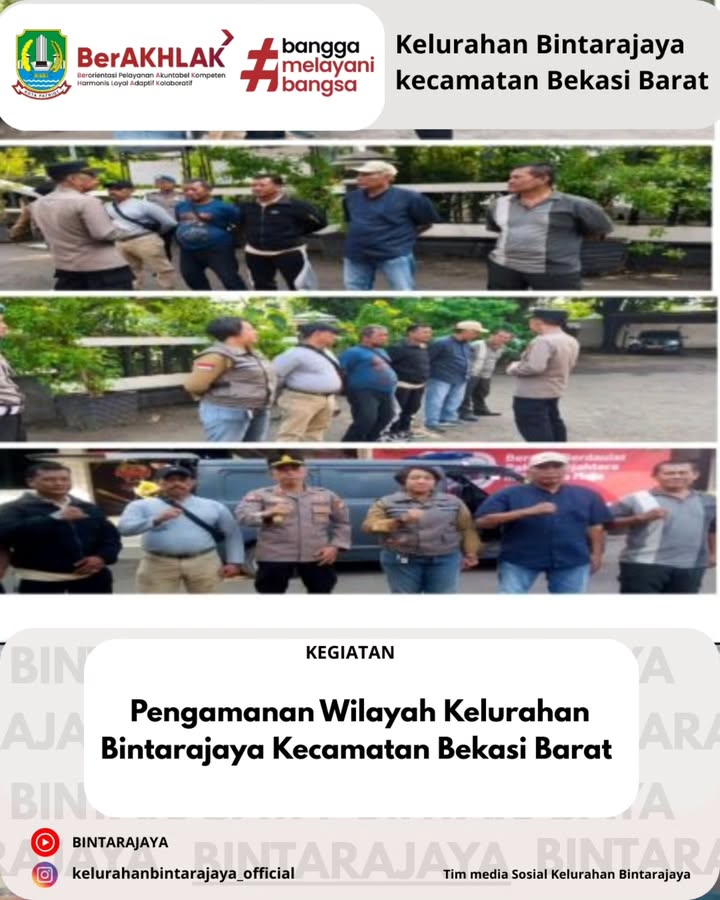 BerAKHLAK
Berorientasi Pelayanan Akuntabel Kompeten
Harmonis Loyal Adaptif Kolaboratif
#bangga
melayani
bangsa
Kelurahan Bintarajaya
kecamatan Bekasi Barat
KEGIATAN
Pengamanan Wilayah Kelurahan
Bintarajaya Kecamatan Bekasi Barat
BINTARAJAYA
kelurahanbintarajaya_official
Tim media Sosial Kelurahan Bintarajaya